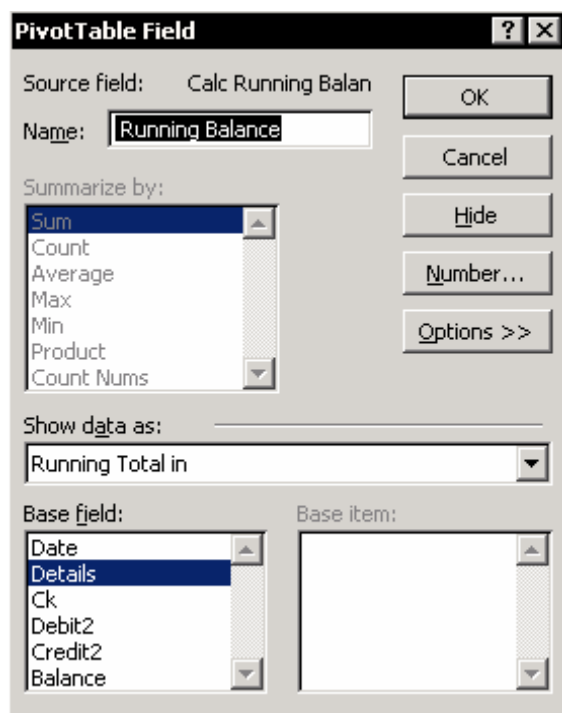 PivotTable Field
Source field: Calc Running Balan
OK
Name: Running Balance
Cancel
Summarize by:
Hide
Sum
Count
Average
Max
Min
Product
Count Nums
Number...
Options >>
Show data as:
Running Total in
Base field:
Base item:
Date
Details
Ck
Debit2
Credit2
Balance